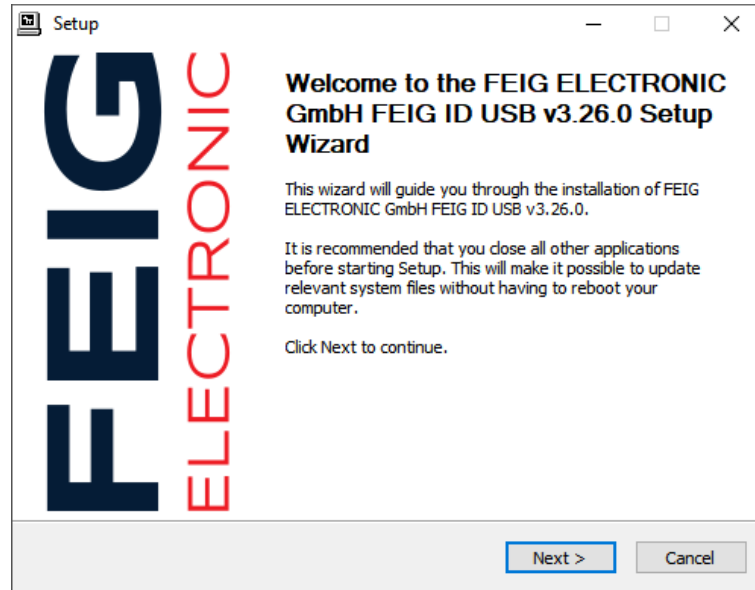 Setup
FEIG
ELECTRONIC
Welcome to the FEIG ELECTRONIC
GmbH FEIG ID USB v3.26.0 Setup
Wizard
This wizard will guide you through the installation of FEIG
ELECTRONIC GmbH FEIG ID USB v3.26.0.
It is recommended that you close all other applications
before starting Setup. This will make it possible to update
relevant system files without having to reboot your
computer.
Click Next to continue.
Next >
Cancel